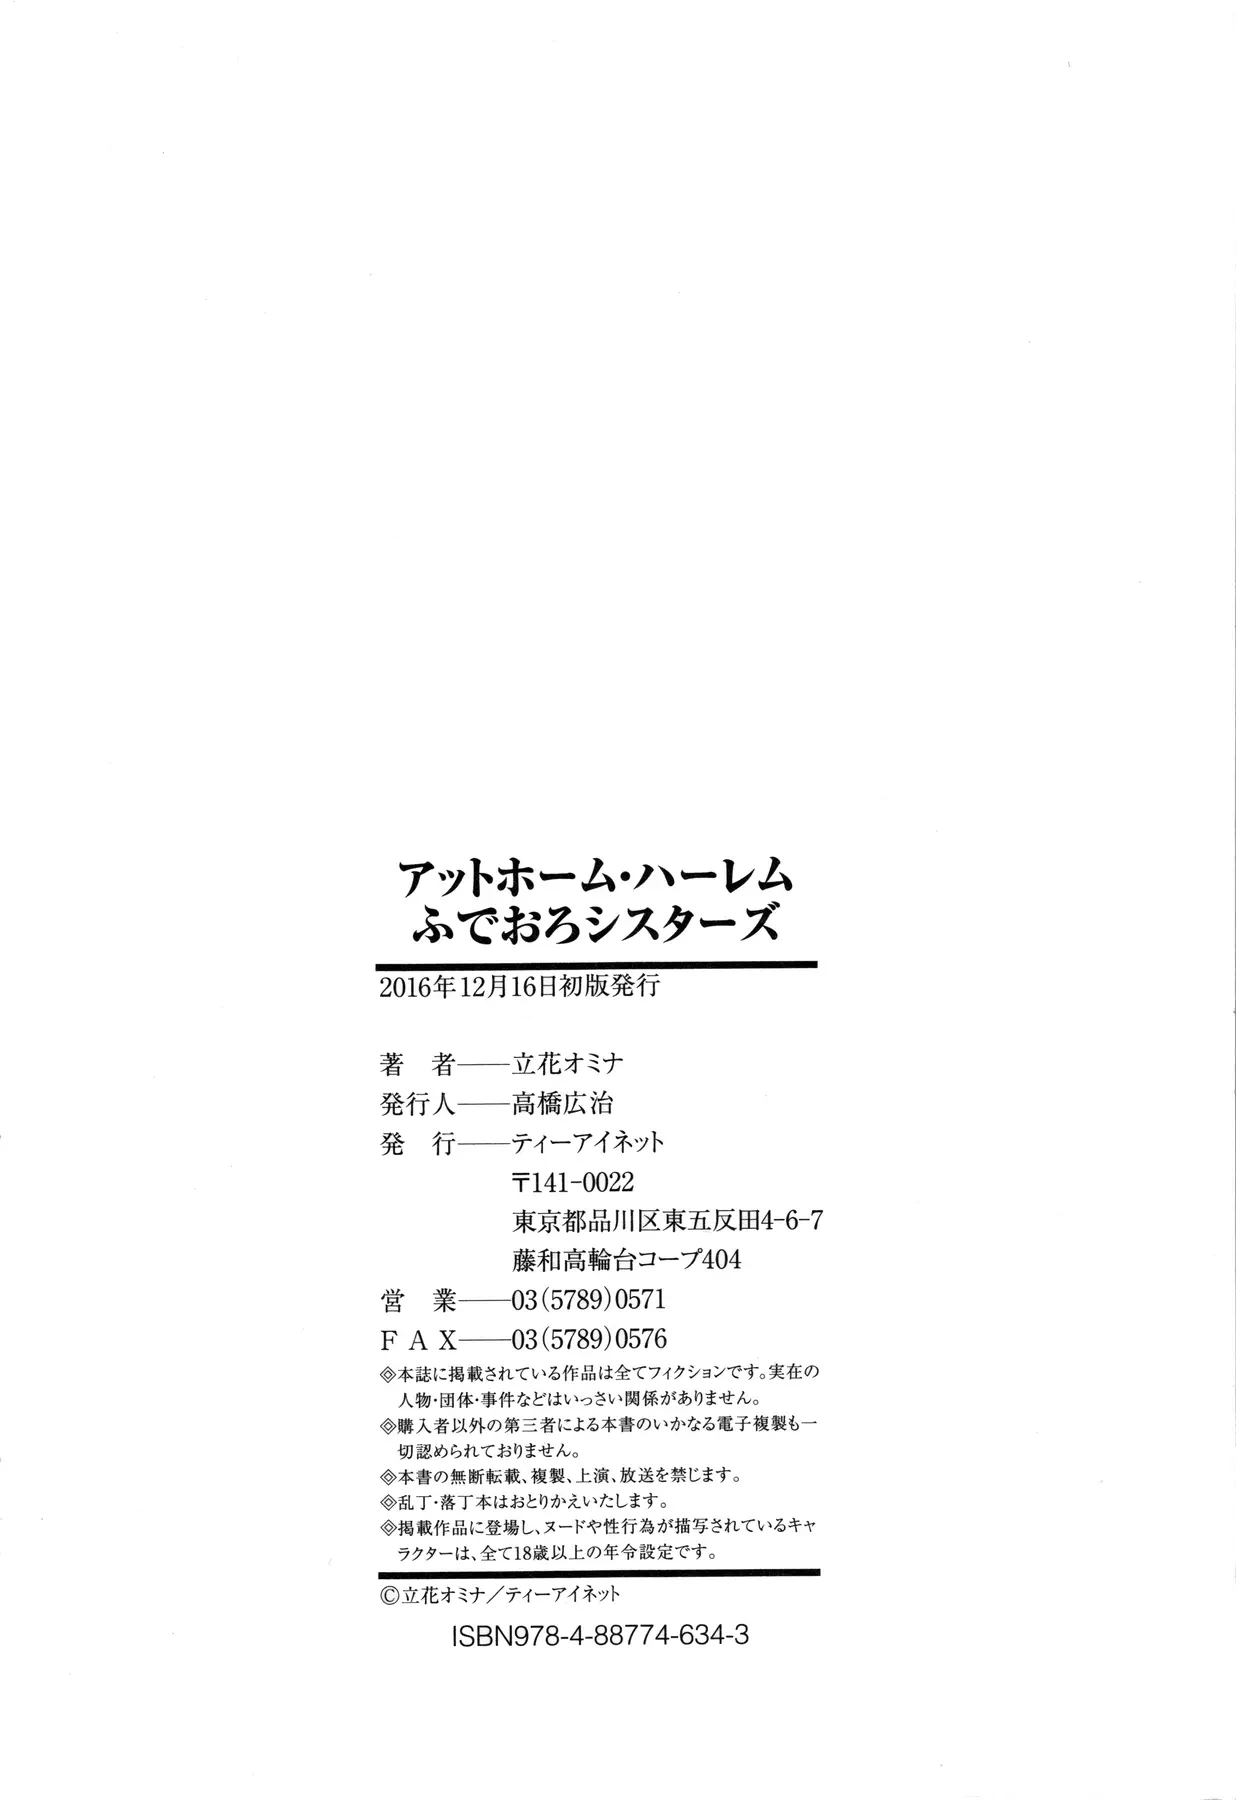 アットホーム・ハーレム
ふでおろシスターズ
2016年12月16日初版発行
著　者――立花オミナ
発行人――高橋広治
発　行――ティーアイネット
〒141-0022
東京都品川区東五反田4-6-7
藤和高輪台コープ404
営　業――03(5789)0571
FAX――03(5789)0576
◇本誌に掲載されている作品は全てフィクションです。実在の
人物・団体・事件などはいっさい関係がありません。
◇購入者以外の第三者による本書のいかなる電子複製も一
切認められておりません。
◇本書の無断転載、複製、上演、放送を禁じます。
◇乱丁・落丁本はおとりかえいたします。
◇掲載作品に登場し、ヌードや性行為が描写されているキャ
ラクターは、全て18歳以上の年令設定です。
©立花オミナ／ティーアイネット
ISBN978-4-88774-634-3